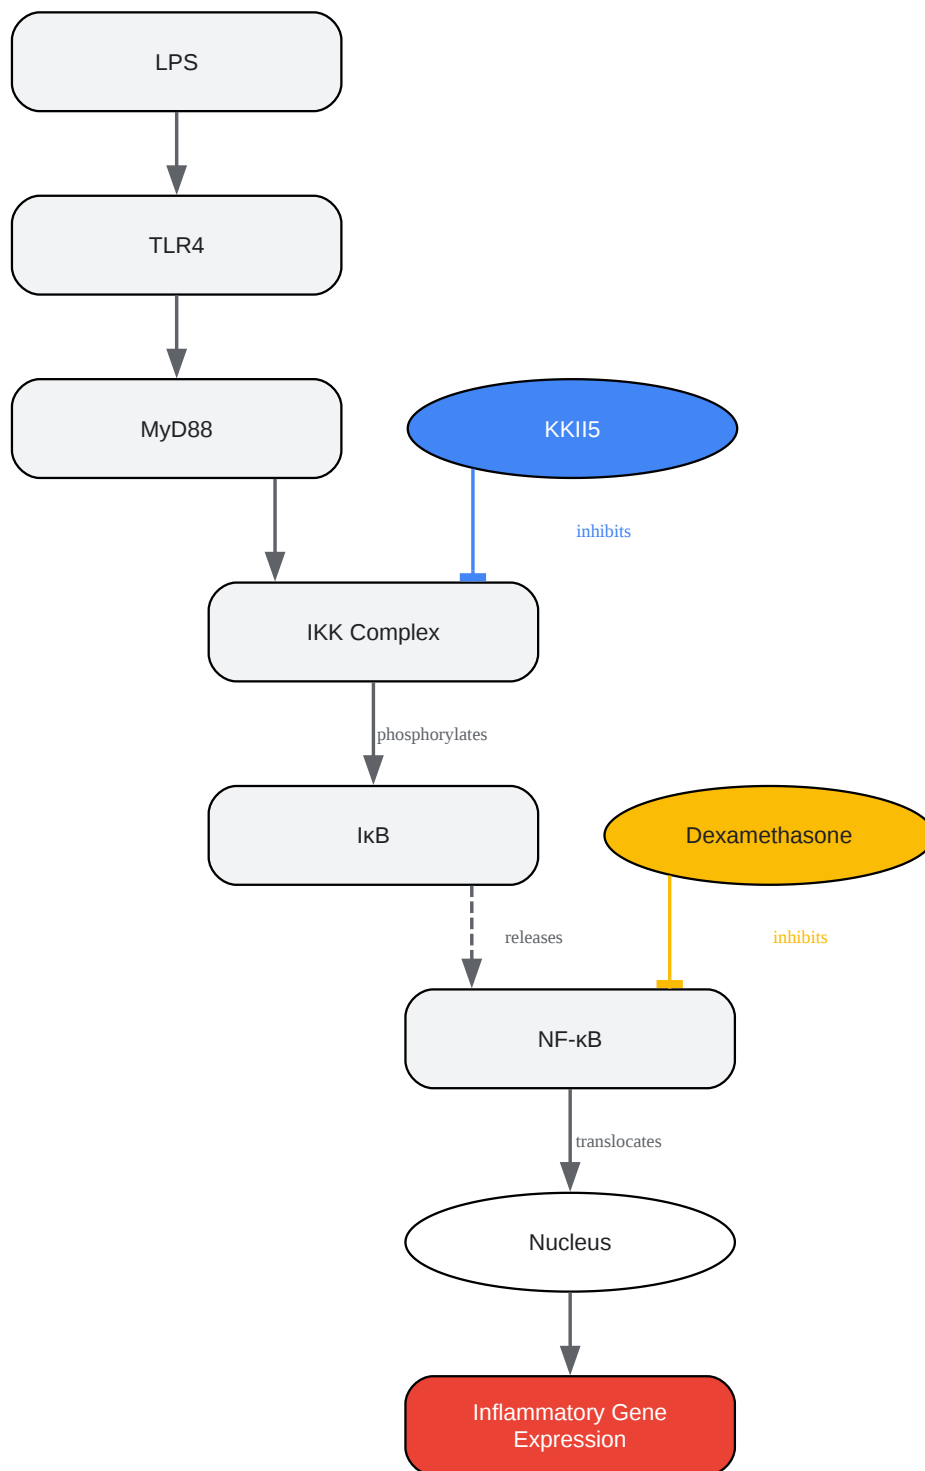 LPS
TLR4
MyD88
KKII5
inhibits
IKK Complex
phosphorylates
IκB
Dexamethasone
releases
inhibits
NF-κB
translocates
Nucleus
Inflammatory Gene
Expression